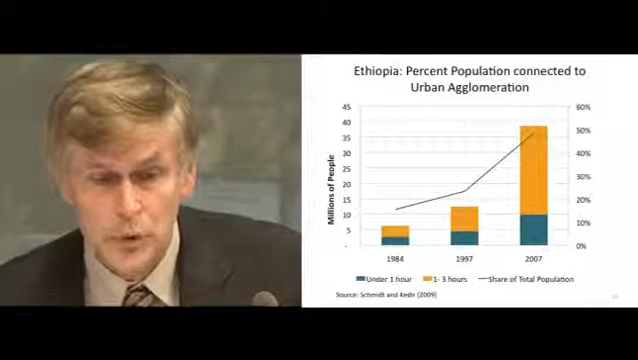 Ethiopia: Percent Population connected to
Urban Agglomeration
Millions of People
45
40
35
30
25
20
15
10
5
-
60%
50%
40%
30%
20%
10%
0%
1984 1997 2007
Under 1 hour 1- 3 hours Share of Total Population
Source: Schmidt and Kedir (2009)